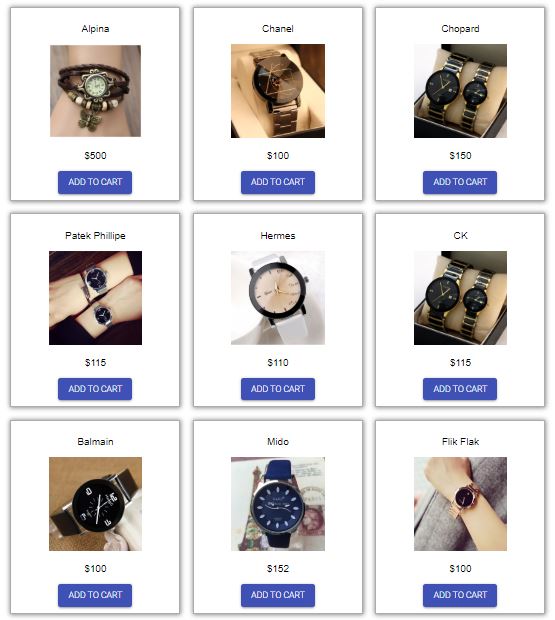 Alpina
$500
ADD TO CART
Chanel
$100
ADD TO CART
Chopard
$150
ADD TO CART
Patek Phillipe
$115
ADD TO CART
Hermes
$110
ADD TO CART
CK
$115
ADD TO CART
Balmain
$100
ADD TO CART
Mido
$152
ADD TO CART
Flik Flak
$100
ADD TO CART